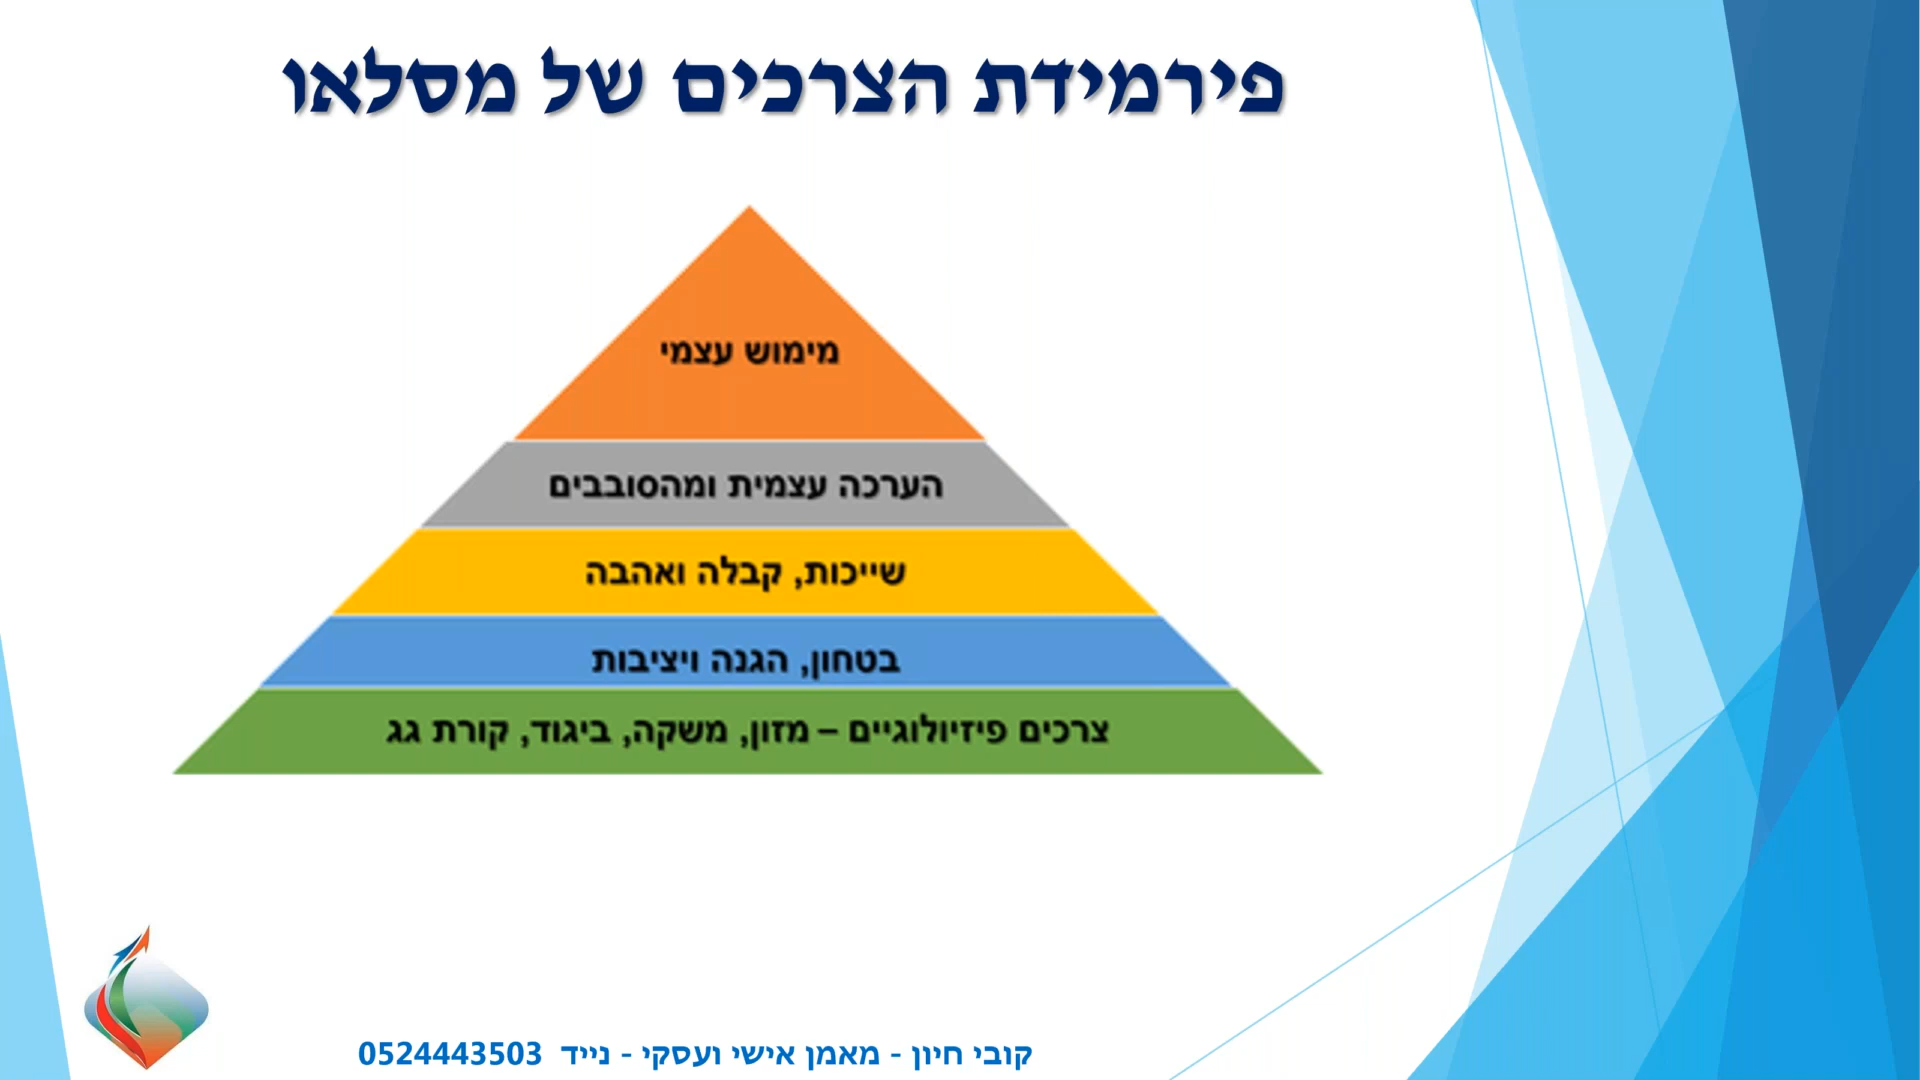 פירמידת הצרכים של מסלאו
מימוש עצמי
הערכה עצמית ומהסובבים
שייכות, קבלה ואהבה
בטחון, הגנה ויציבות
צרכים פיזיולוגיים – מזון, משקה, ביגוד, קורת גג
קובי חיון - מאמן אישי ועסקי - נייד 0524443503